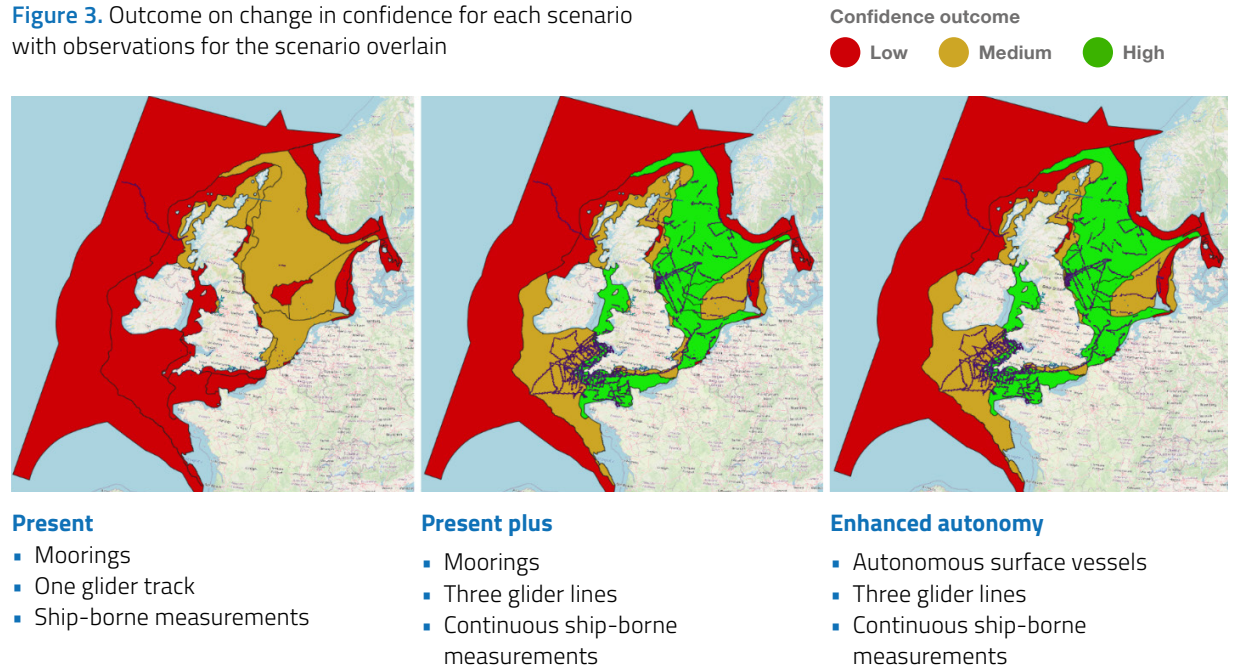 Figure 3. Outcome on change in confidence for each scenario
with observations for the scenario overlain
Confidence outcome
Low
Medium
High
Present
▪ Moorings
▪ One glider track
▪ Ship-borne measurements
Present plus
▪ Moorings
▪ Three glider lines
▪ Continuous ship-borne
measurements
Enhanced autonomy
▪ Autonomous surface vessels
▪ Three glider lines
▪ Continuous ship-borne
measurements